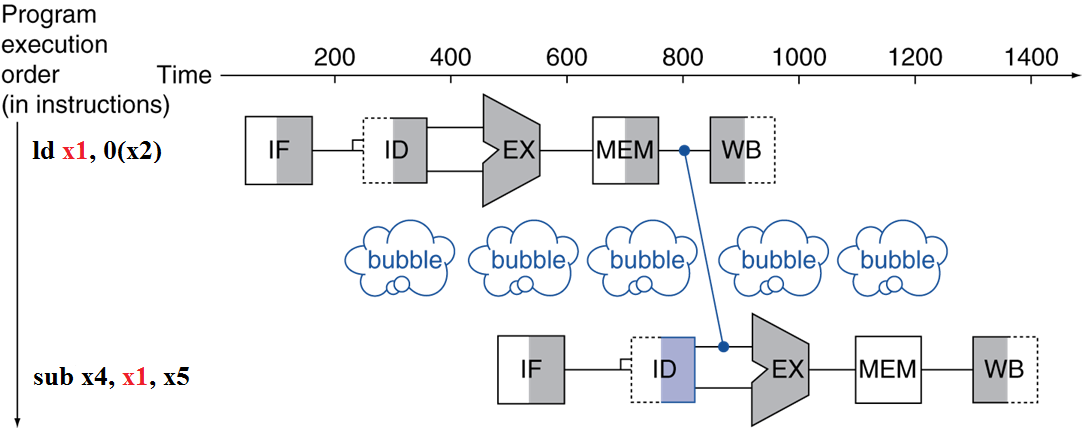 Program
execution
order
(in instructions)
Time
200 400 600 800 1000 1200 1400
ld x1, 0(x2)
IF ID EX MEM WB
bubble bubble bubble bubble bubble
sub x4, x1, x5
IF ID EX MEM WB